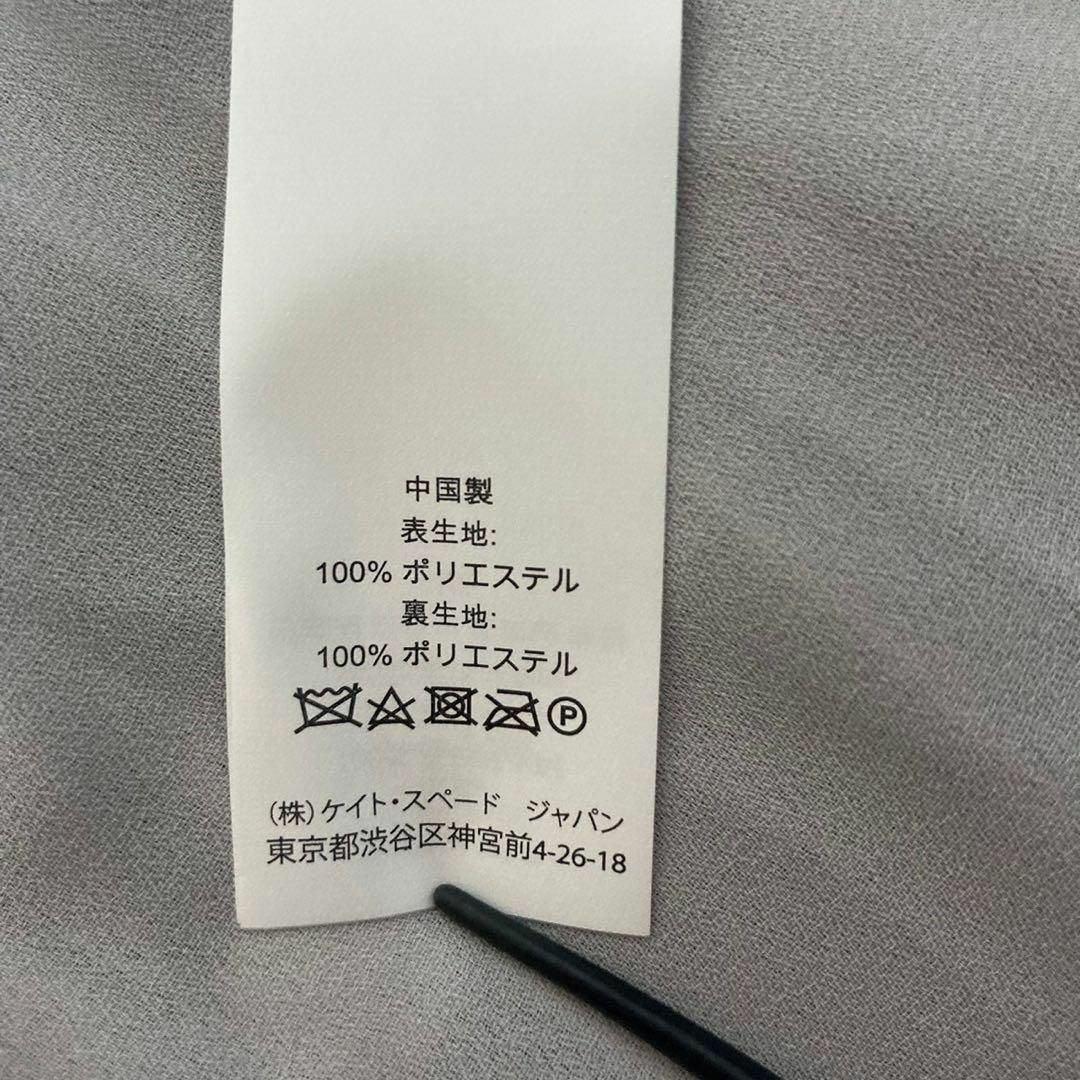 中国製
表生地:
100% ポリエステル
裏生地:
100% ポリエステル
P
(株)ケイト・スペード ジャパン
東京都渋谷区神宮前4-26-18